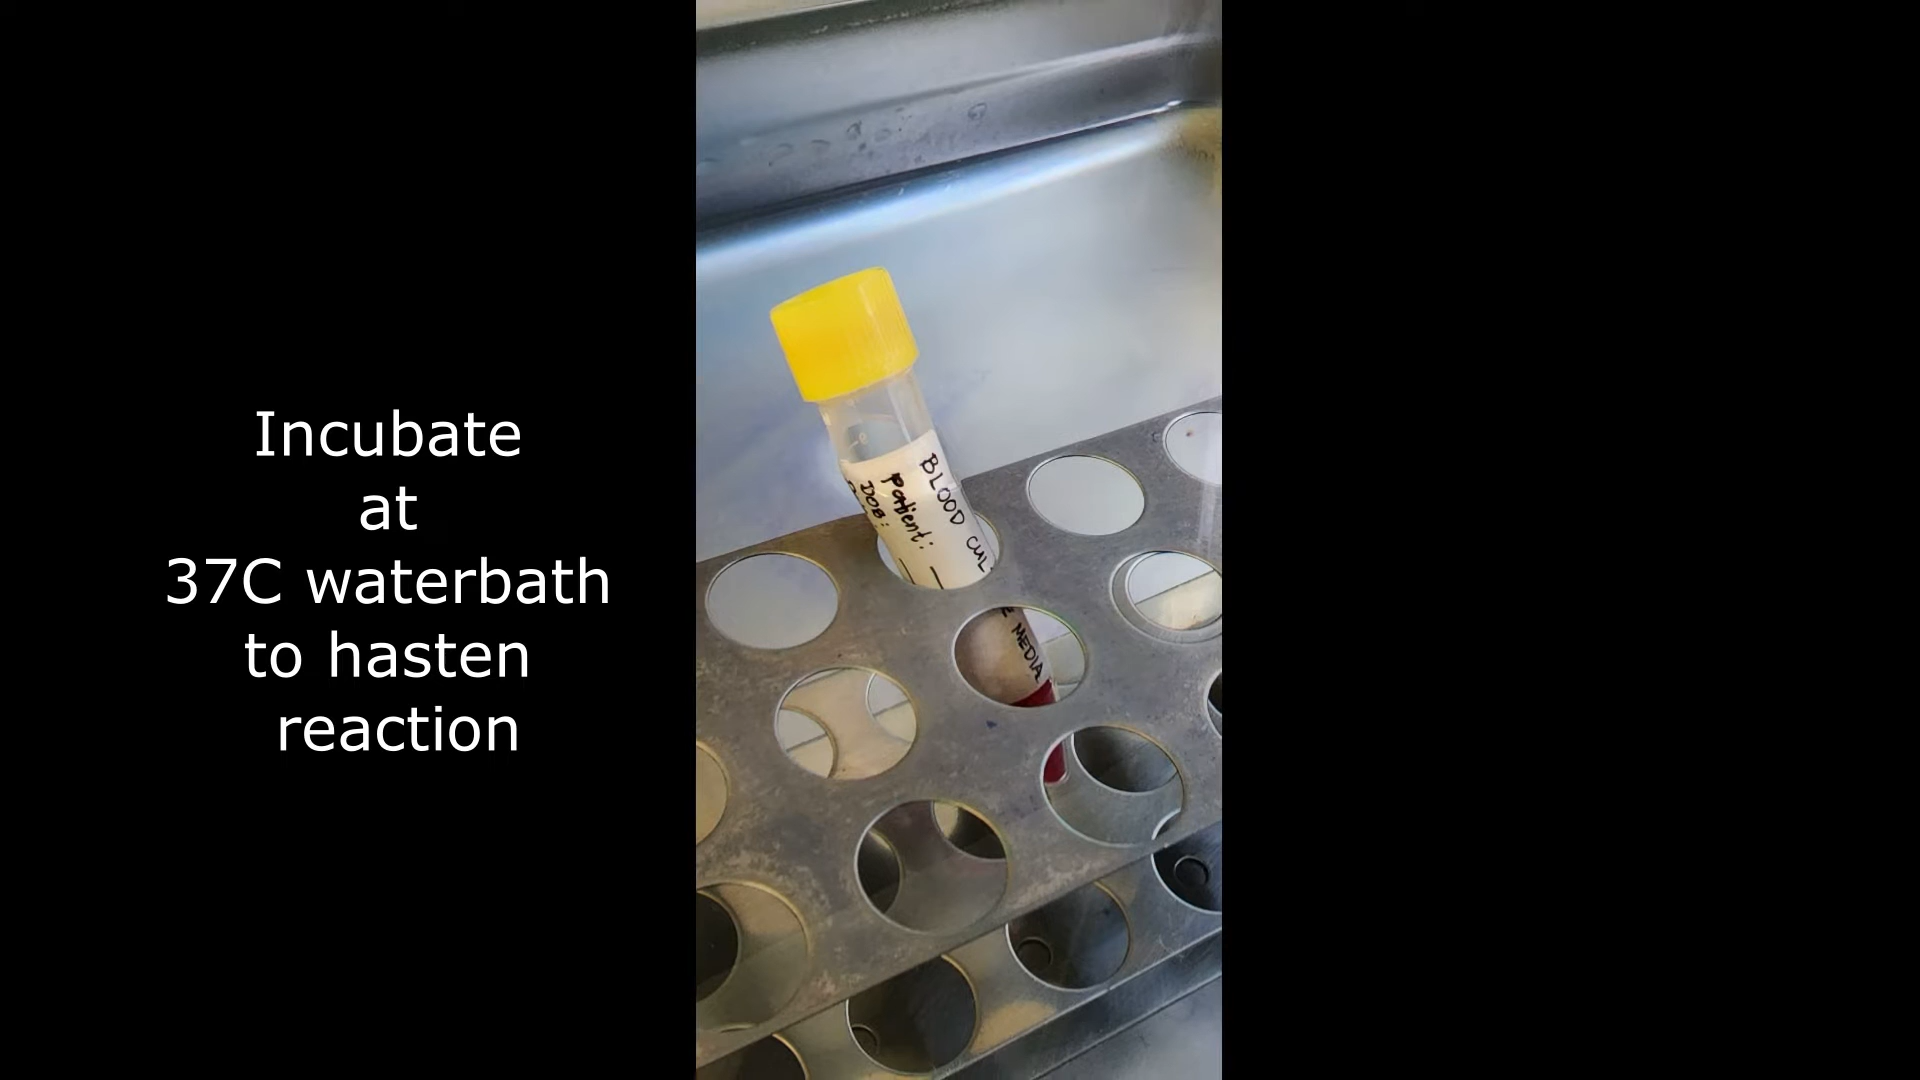 Incubate
at
37C waterbath
to hasten
reaction
BLOOD CUL
E MEDIA
Patient:
DOB: